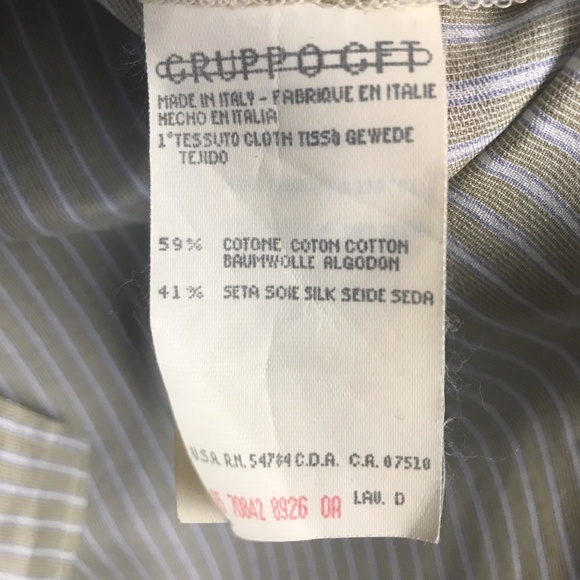 GRUPPO GFT
MADE IN ITALY - FABRIQUE EN ITALIE
HECHO EN ITALIA
1° TESSUTO CLOTH TISSU GEWEDE
TEJIDO
59% COTONE COTON COTTON
BAUMWOLLE ALGODON
41% SETA SOIE SILK SEIDE SEDA
U.S.A. R.N. 54784 C.D.A. C.A. 07510
70842 8926 0A LAV. D